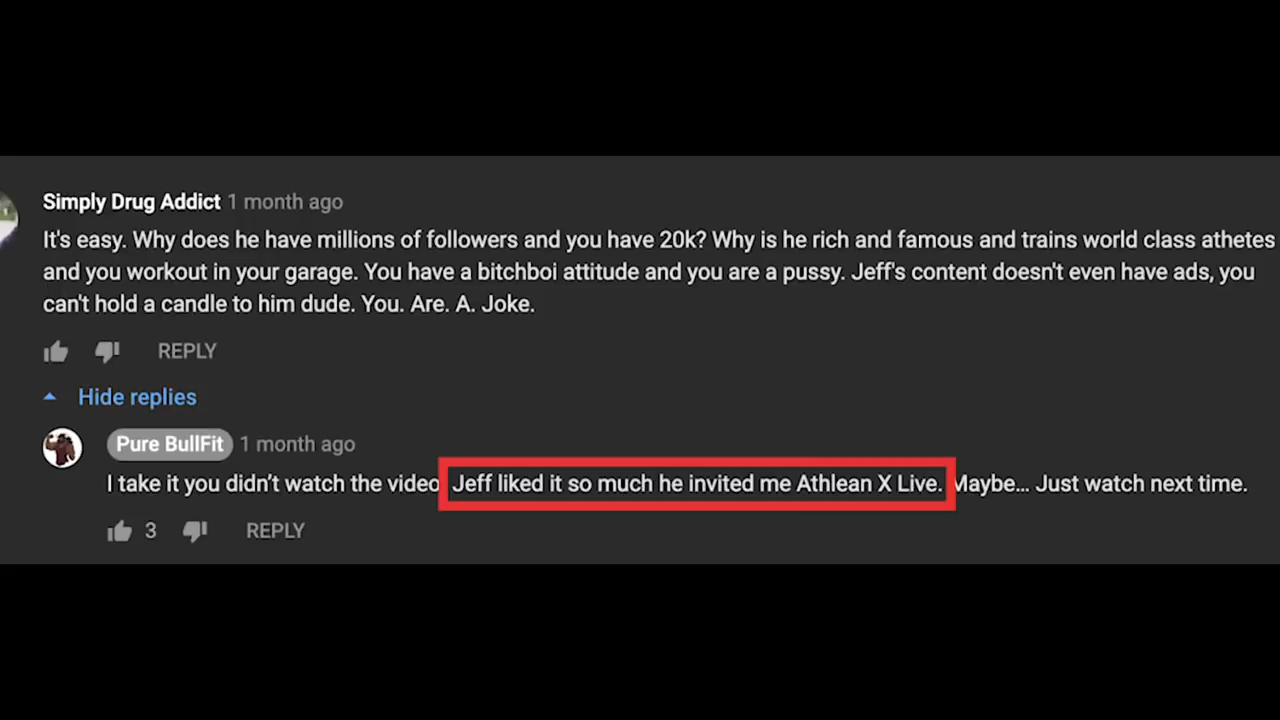 Simply Drug Addict 1 month ago
It's easy. Why does he have millions of followers and you have 20k? Why is he rich and famous and trains world class athetes
and you workout in your garage. You have a bitchboi attitude and you are a pussy. Jeff's content doesn't even have ads, you
can't hold a candle to him dude. You. Are. A. Joke.
REPLY
Hide replies
Pure BullFit 1 month ago
I take it you didn’t watch the video Jeff liked it so much he invited me Athlean X Live. Maybe… Just watch next time.
3 REPLY